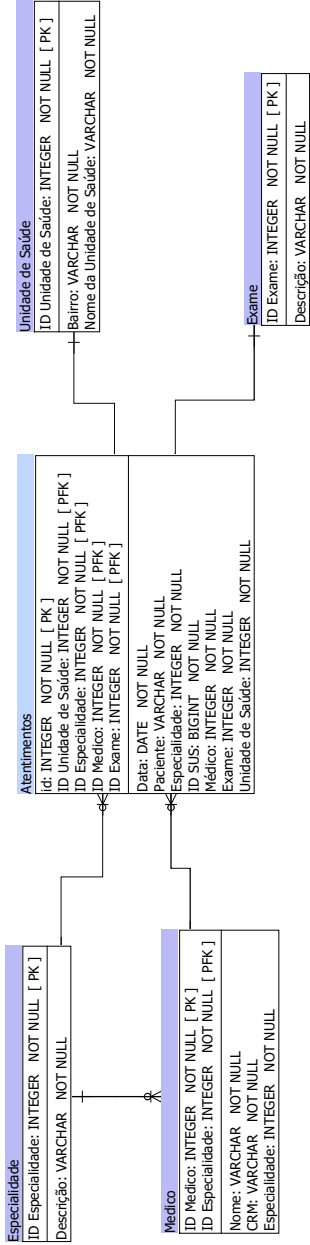 Especialidade
ID Especialidade: INTEGER NOT NULL [ PK ]
Descrição: VARCHAR NOT NULL
Medico
ID Medico: INTEGER NOT NULL [ PK ]
ID Especialidade: INTEGER NOT NULL [ PFK ]
Nome: VARCHAR NOT NULL
CRM: VARCHAR NOT NULL
Especialidade: INTEGER NOT NULL
Atentimentos
id: INTEGER NOT NULL [ PK ]
ID Unidade de Saúde: INTEGER NOT NULL [ PFK ]
ID Especialidade: INTEGER NOT NULL [ PFK ]
ID Medico: INTEGER NOT NULL [ PFK ]
ID Exame: INTEGER NOT NULL [ PFK ]
Data: DATE NOT NULL
Paciente: VARCHAR NOT NULL
Especialidade: INTEGER NOT NULL
ID SUS: BIGINT NOT NULL
Médico: INTEGER NOT NULL
Exame: INTEGER NOT NULL
Unidade de Saúde: INTEGER NOT NULL
Unidade de Saúde
ID Unidade de Saúde: INTEGER NOT NULL [ PK ]
Bairro: VARCHAR NOT NULL
Nome da Unidade de Saúde: VARCHAR NOT NULL
Exame
ID Exame: INTEGER NOT NULL [ PK ]
Descrição: VARCHAR NOT NULL